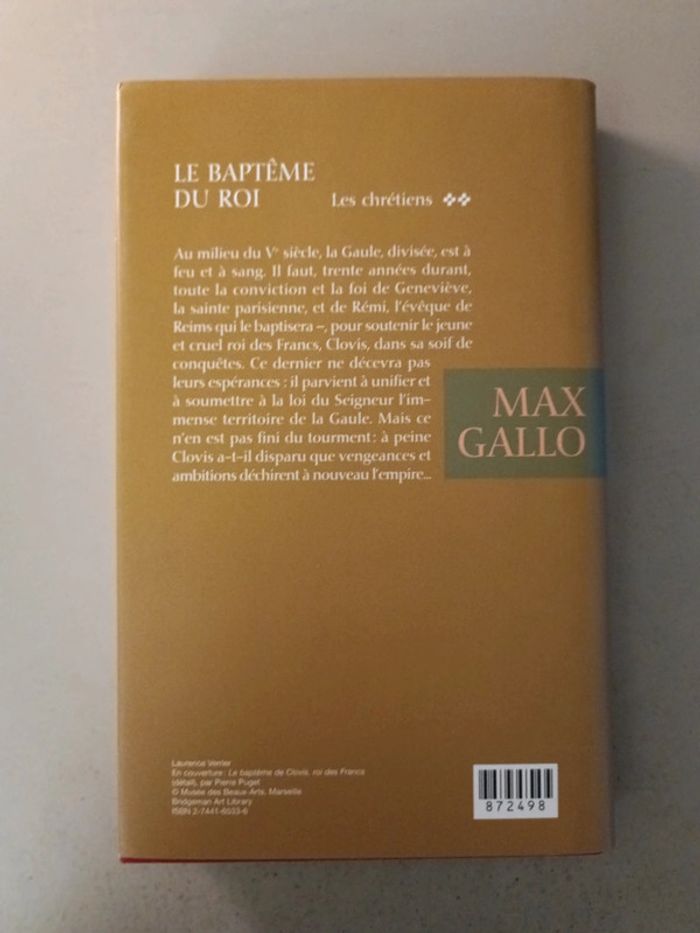 LE BAPTÊME
DU ROI Les chrétiens
Au milieu du Ve siècle, la Gaule, divisée, est à
feu et à sang. Il faut, trente années durant,
toute la conviction et la foi de Geneviève,
la sainte parisienne, et de Rémi, l'évêque de
Reims qui le baptisera –, pour soutenir le jeune
et cruel roi des Francs, Clovis, dans sa soif de
conquêtes. Ce dernier ne décevra pas
leurs espérances : il parvient à unifier et
à soumettre à la loi du Seigneur l'im-
mense territoire de la Gaule. Mais ce
n'en est pas fini du tourment : à peine
Clovis a-t-il disparu que vengeances et
ambitions déchirent à nouveau l'empire...
MAX
GALLO
Laurence Verrier
En couverture : Le baptême de Clovis, roi des Francs
(détail), par Pierre Puget
© Musée des Beaux-Arts, Marseille
Bridgeman Art Library
ISBN 2-7441-6533-6
872498